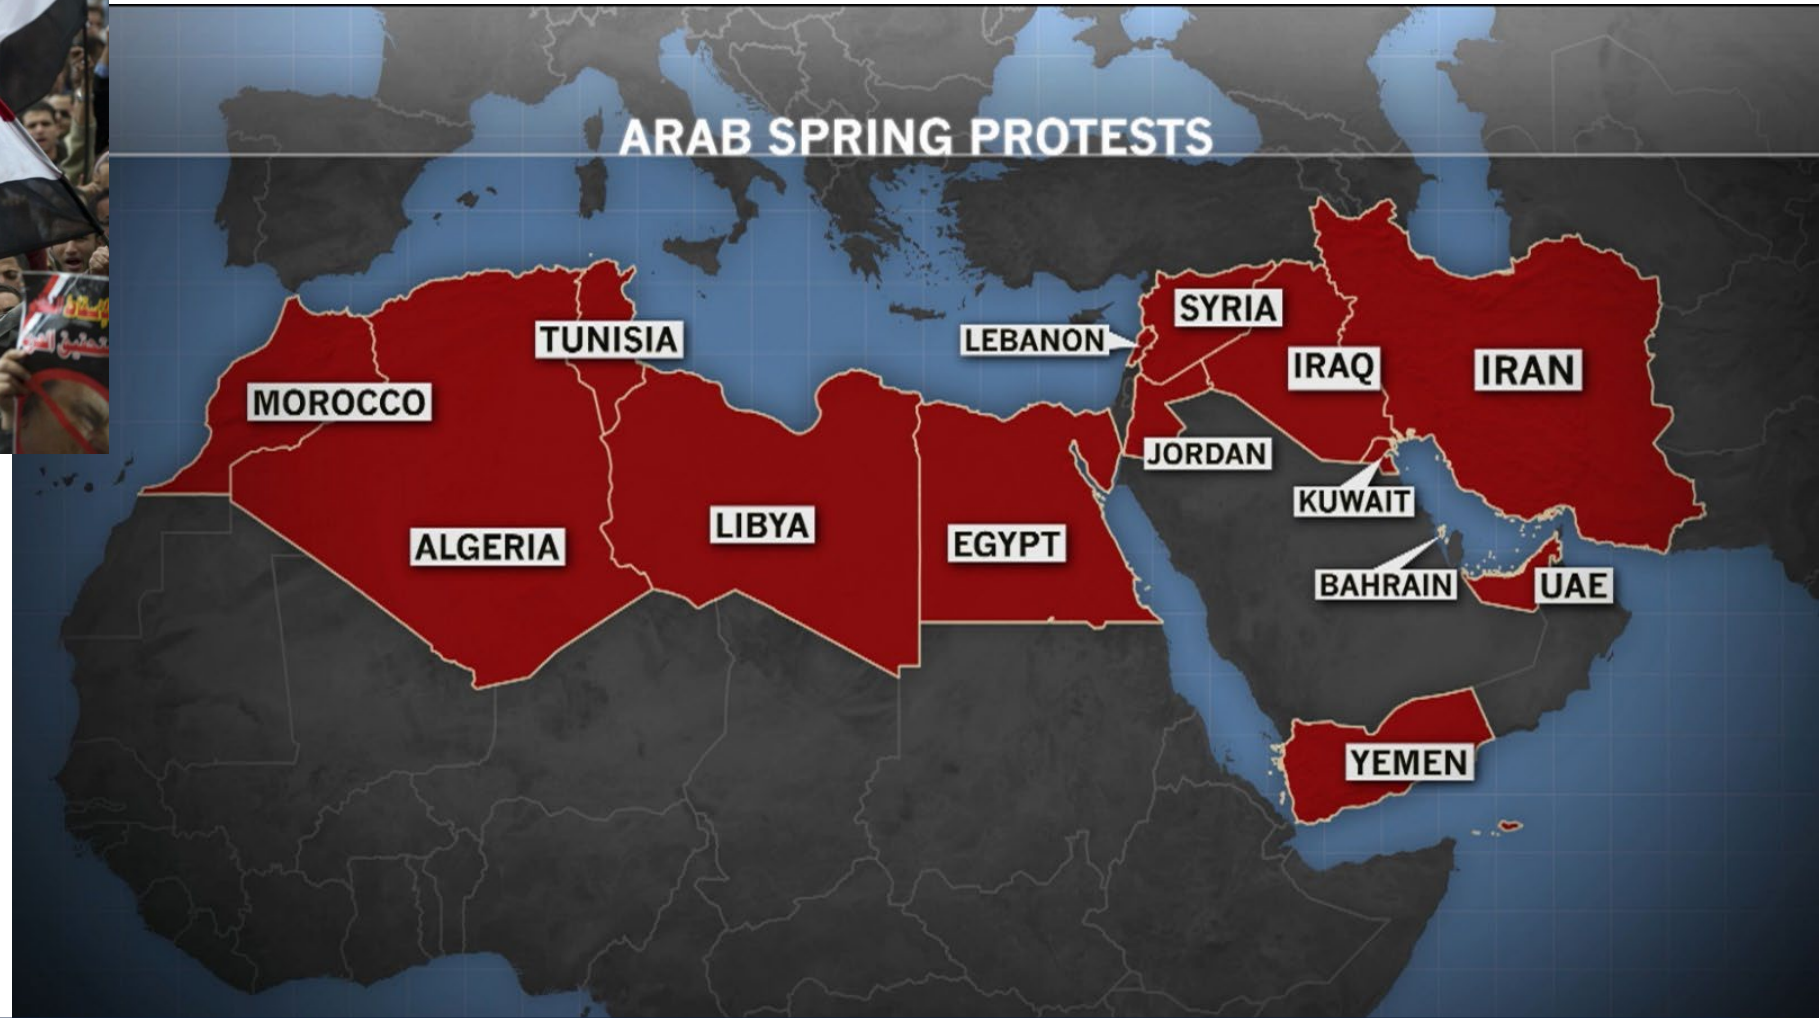 ARAB SPRING PROTESTS
SYRIA
LEBANON
TUNISIA
IRAQ
IRAN
MOROCCO
JORDAN
KUWAIT
LIBYA
EGYPT
ALGERIA
BAHRAIN
UAE
YEMEN